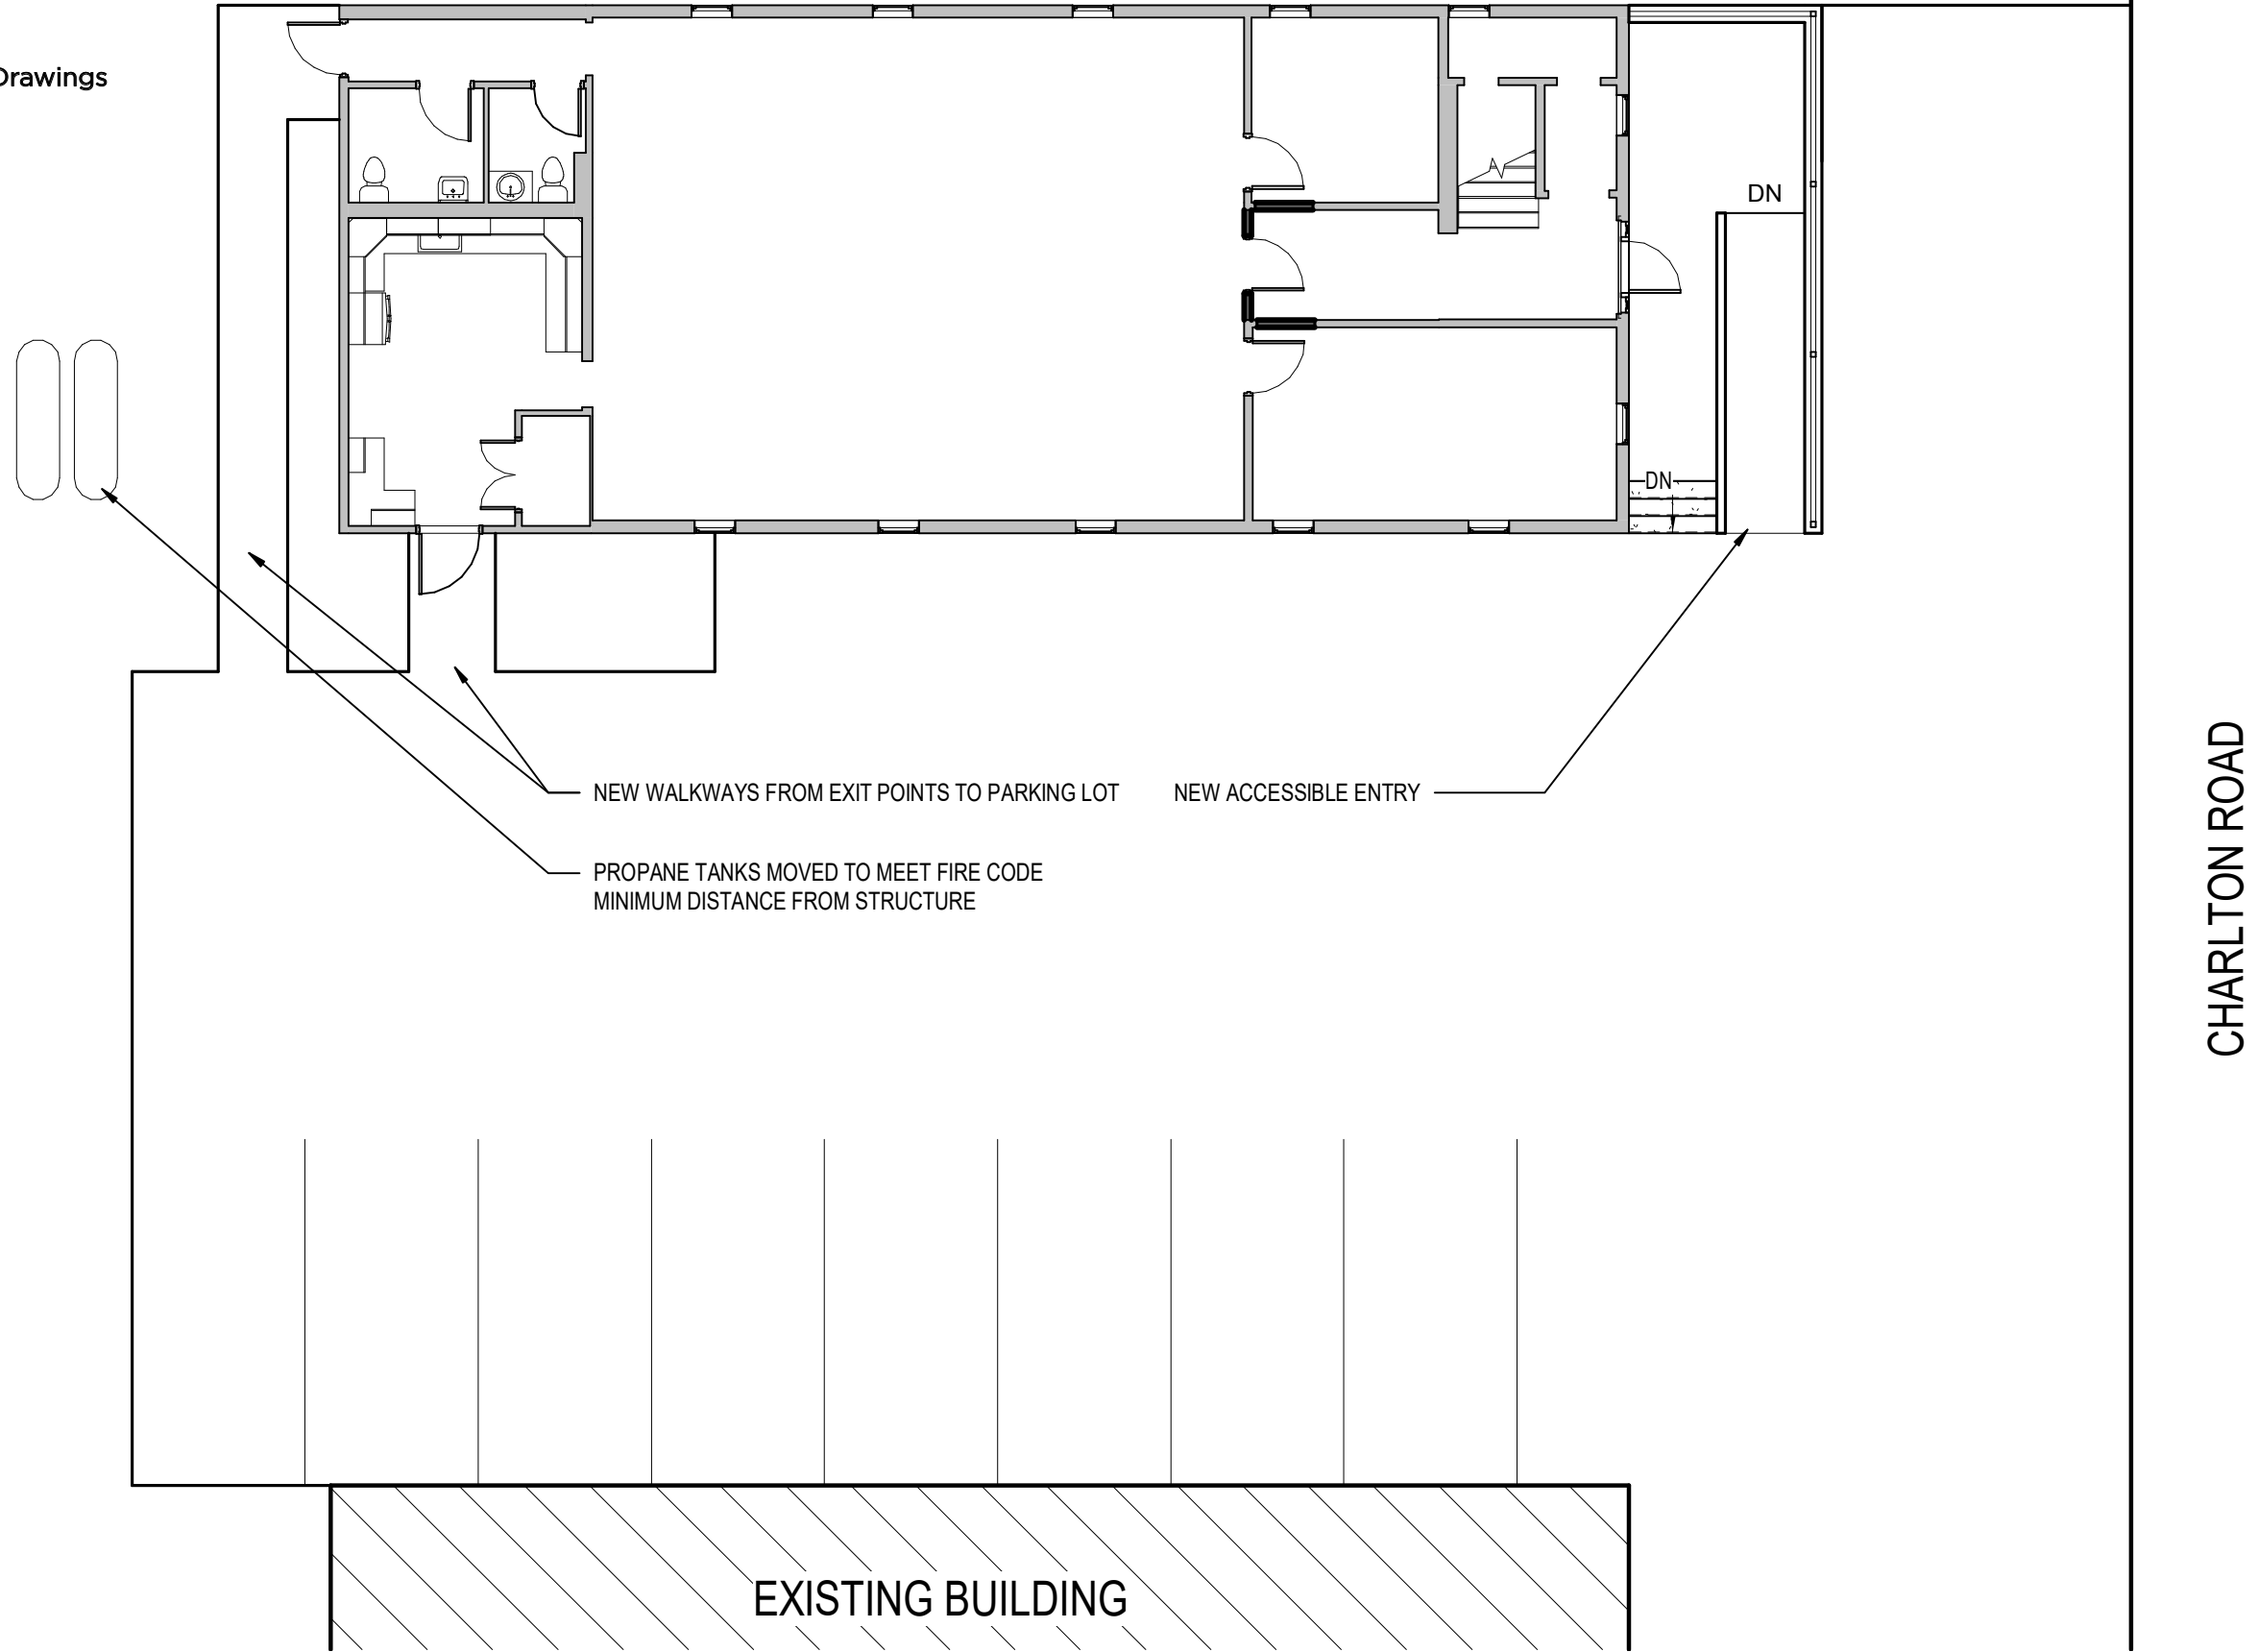 Drawings
DN
DN
NEW WALKWAYS FROM EXIT POINTS TO PARKING LOT
NEW ACCESSIBLE ENTRY
PROPANE TANKS MOVED TO MEET FIRE CODE
MINIMUM DISTANCE FROM STRUCTURE
CHARLTON ROAD
EXISTING BUILDING